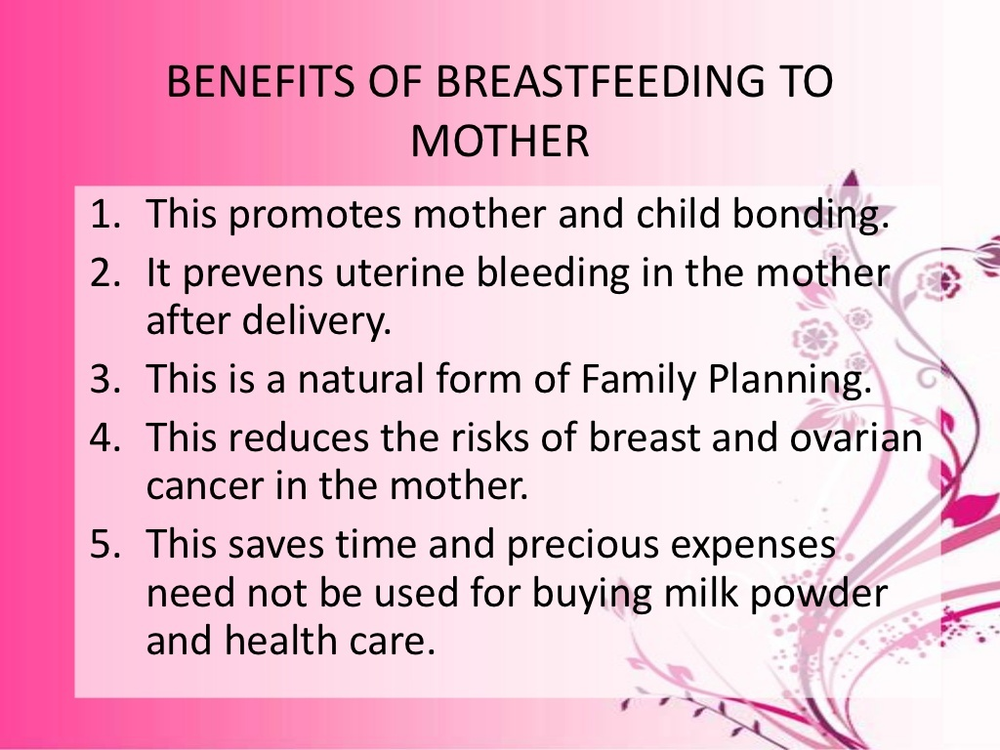 BENEFITS OF BREASTFEEDING TO
MOTHER
1. This promotes mother and child bonding.
2. It prevens uterine bleeding in the mother
after delivery.
3. This is a natural form of Family Planning.
4. This reduces the risks of breast and ovarian
cancer in the mother.
5. This saves time and precious expenses
need not be used for buying milk powder
and health care.